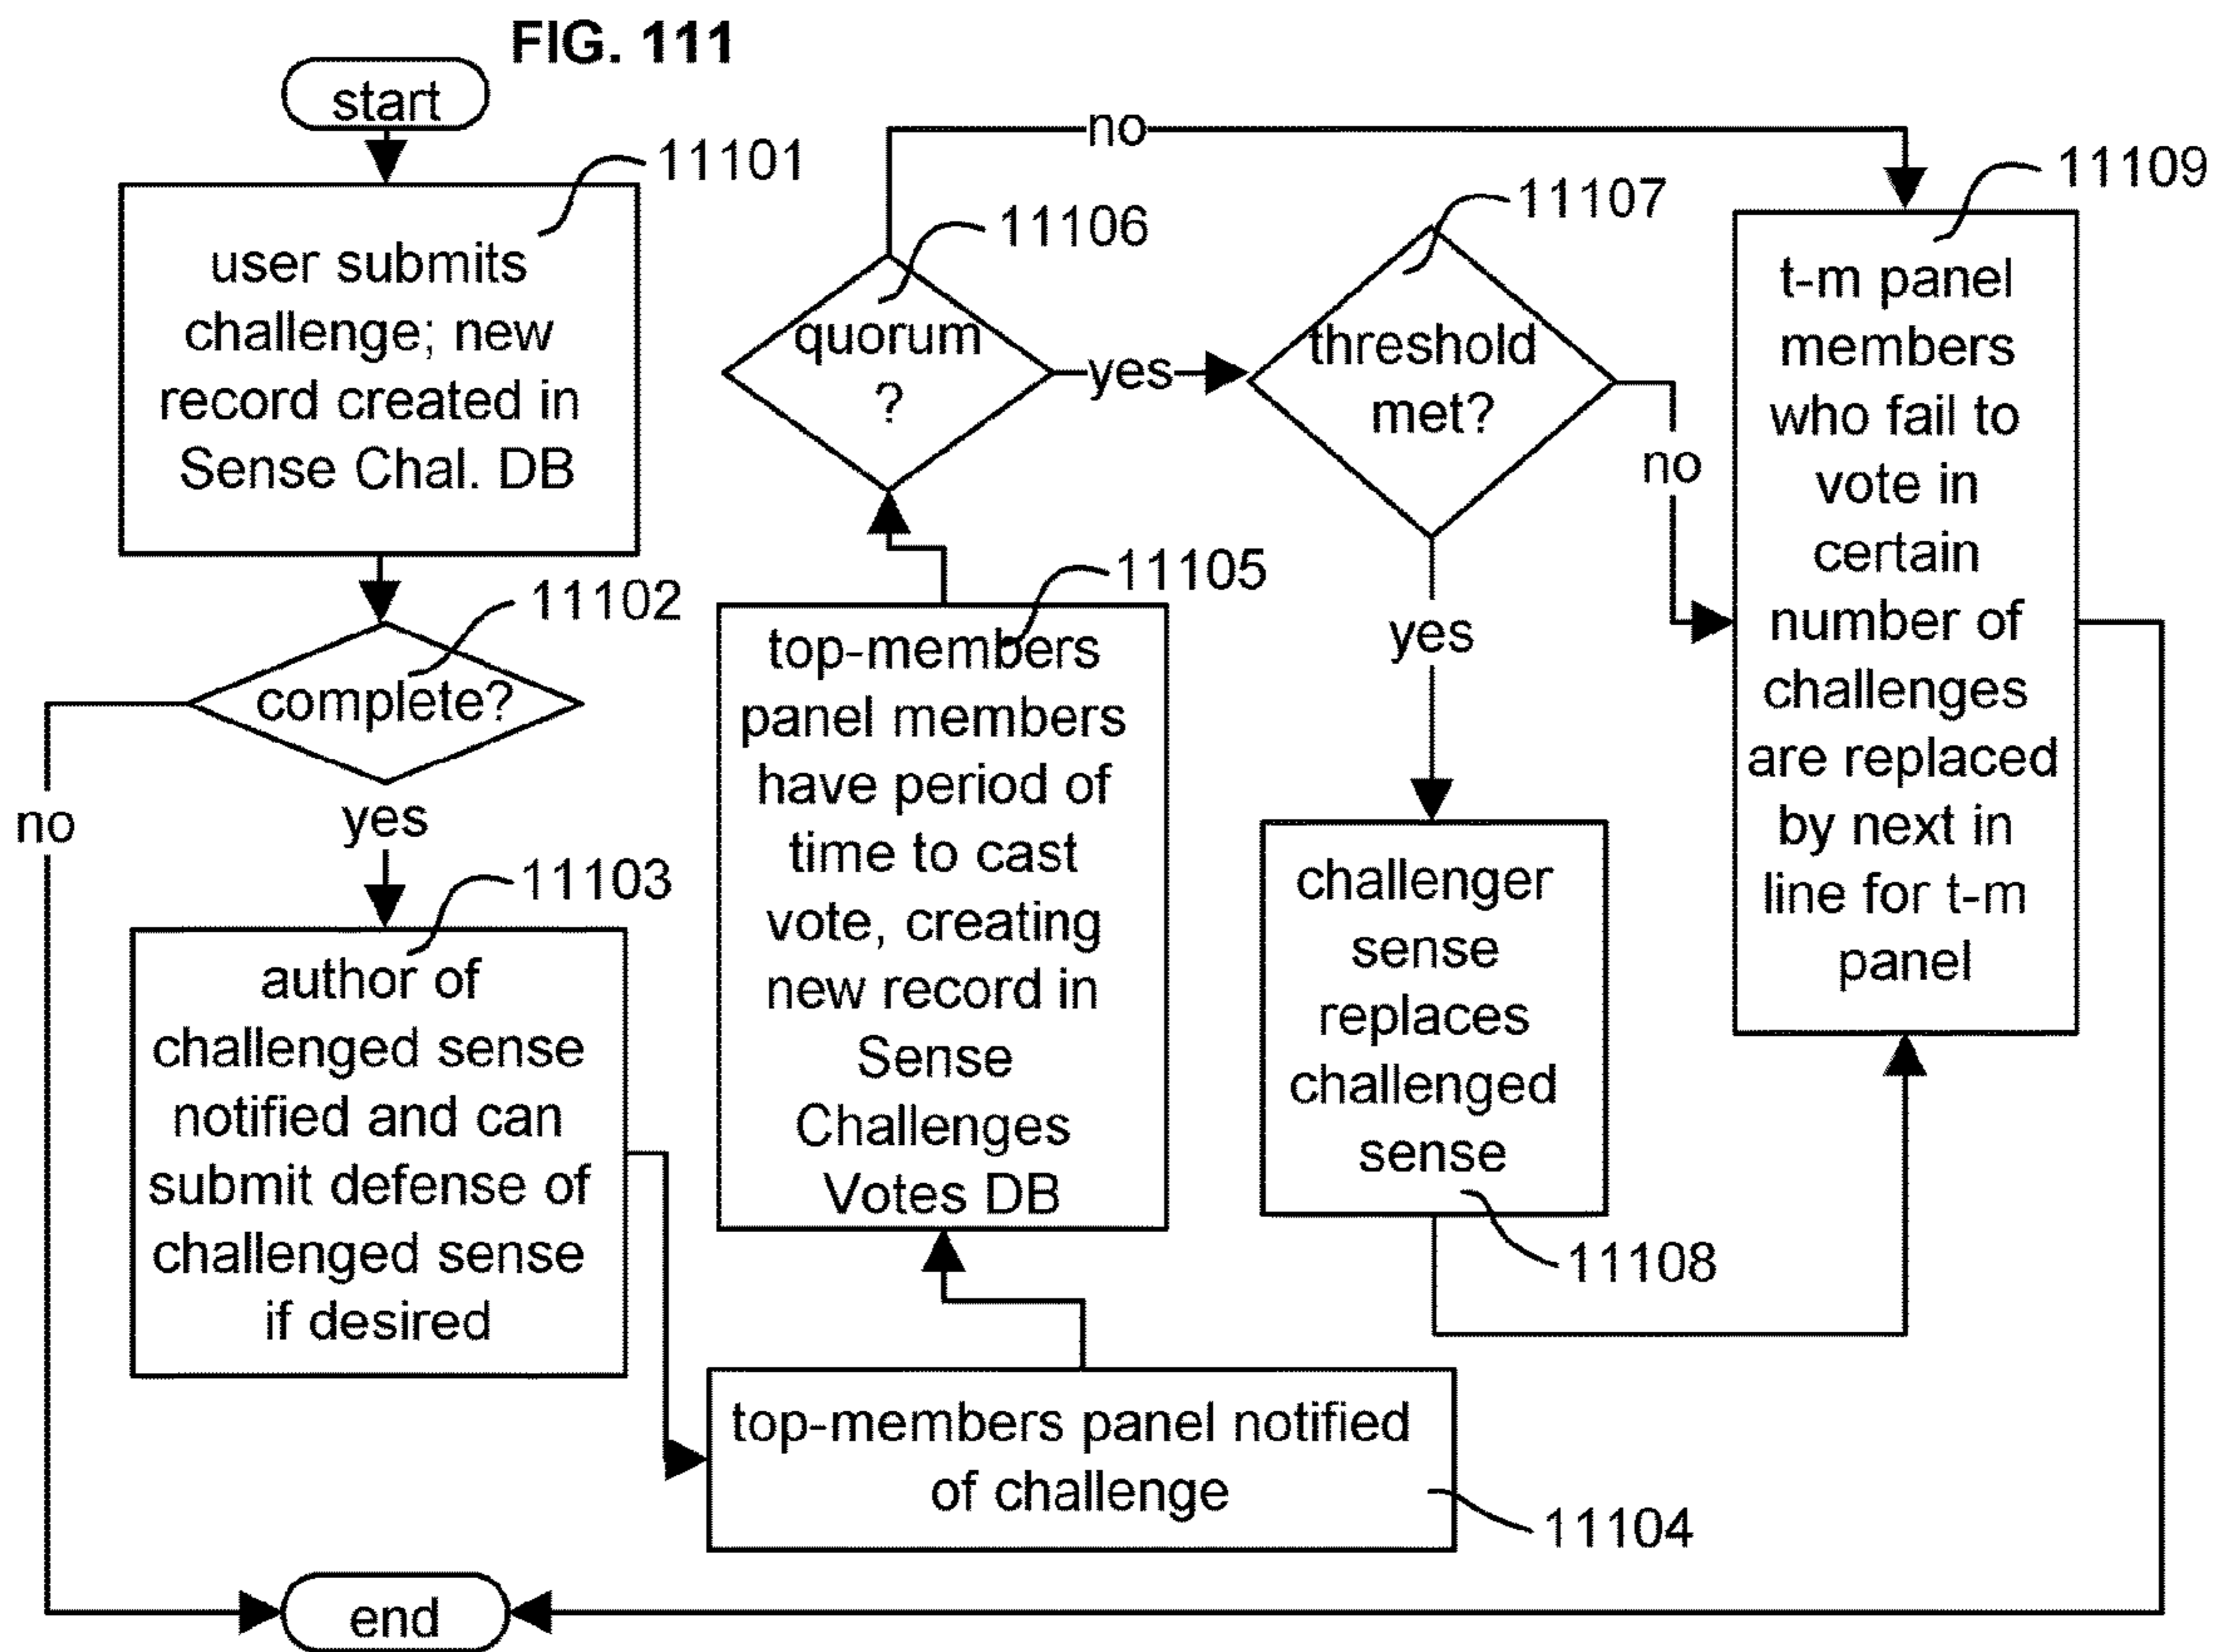 FIG. 111
start
11101
user submits
challenge; new
record created in
Sense Chal. DB
11102
complete?
no
yes
11103
author of
challenged sense
notified and can
submit defense of
challenged sense
if desired
top-members panel notified
of challenge
11104
11105
top-members
panel members
have period of
time to cast
vote, creating
new record in
Sense
Challenges
Votes DB
11106
quorum
?
no
yes
11107
threshold
met?
no
yes
challenger
sense
replaces
challenged
sense
11108
11109
t-m panel
members
who fail to
vote in
certain
number of
challenges
are replaced
by next in
line for t-m
panel
end